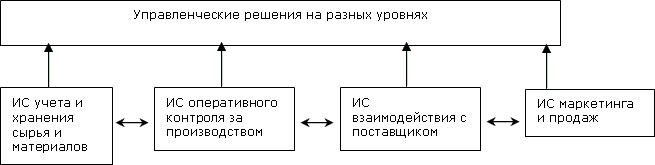 Управленческие решения на разных уровнях
ИС учета и
хранения
сырья и
материалов
ИС оперативного
контроля за
производством
ИС
взаимодействия с
поставщиком
ИС маркетинга
и продаж